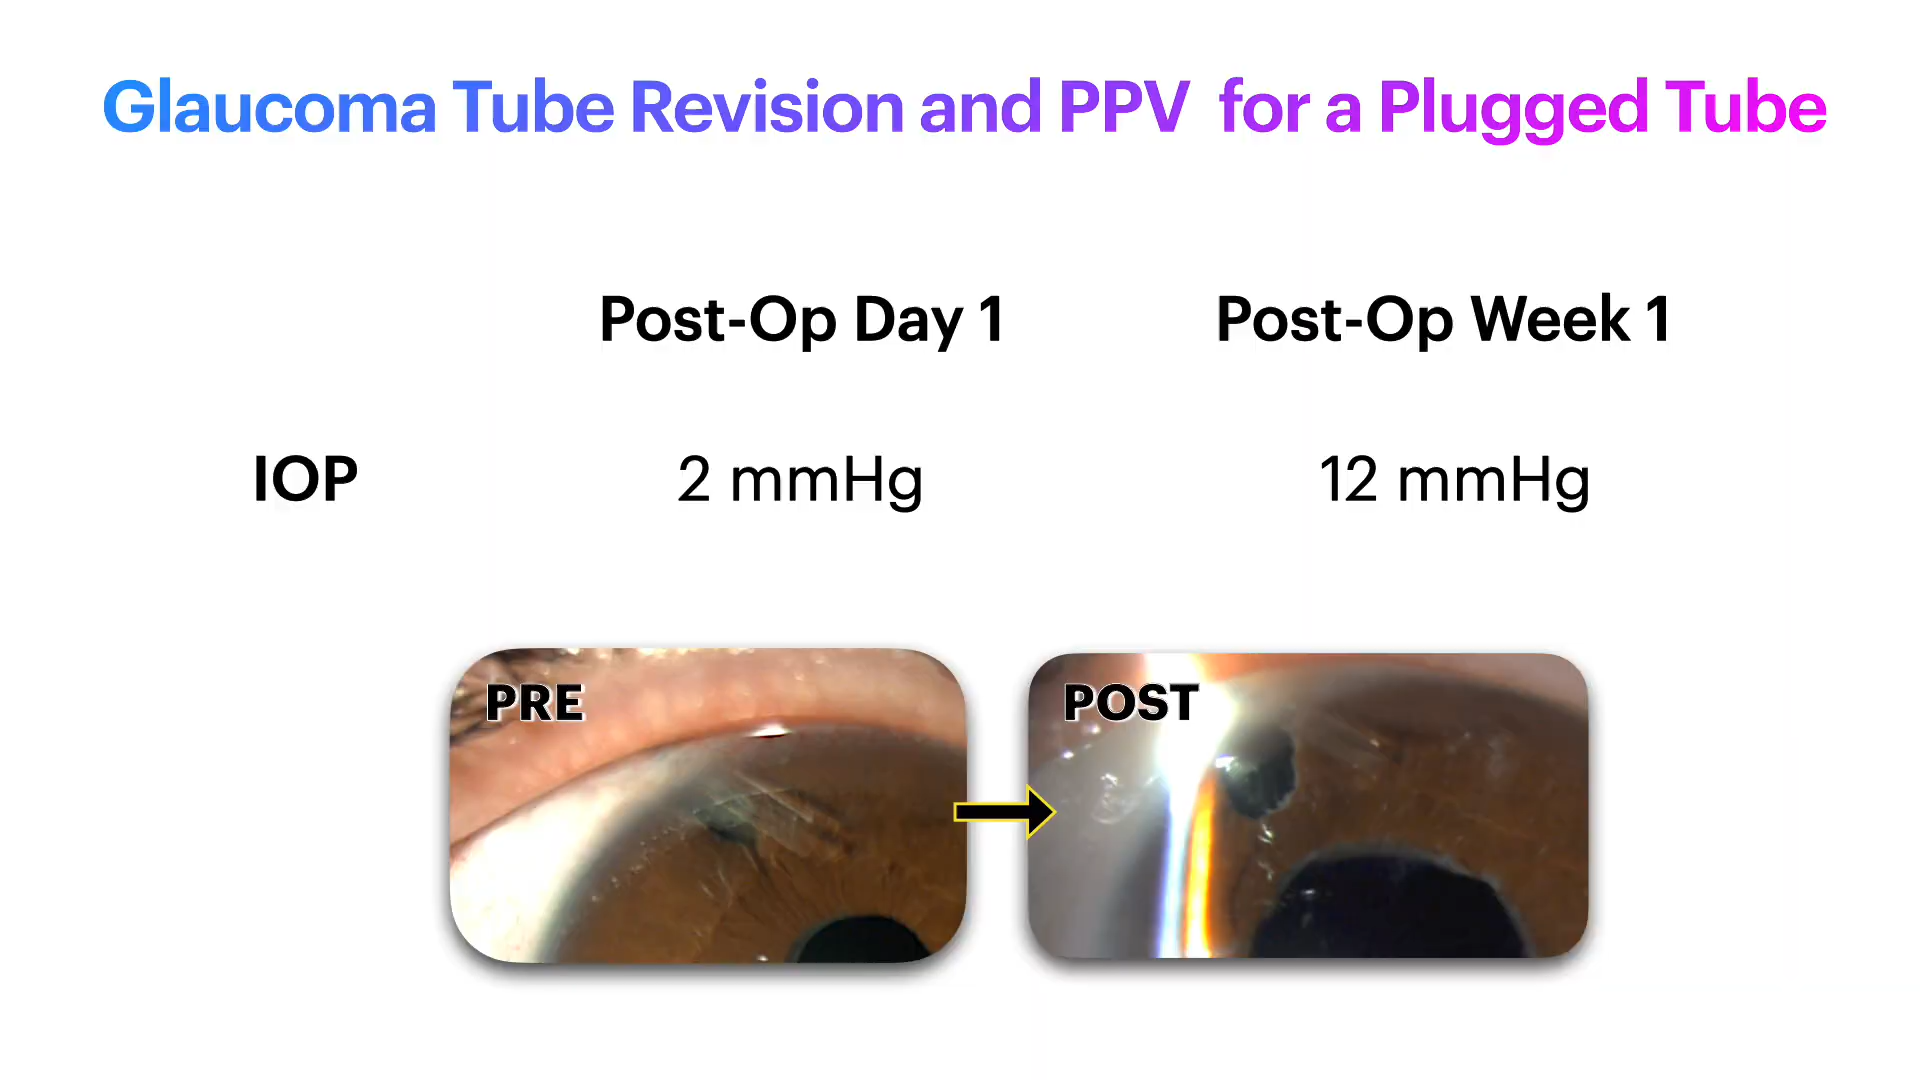 Glaucoma Tube Revision and PPV for a Plugged Tube
Post-Op Day 1 Post-Op Week 1
IOP 2 mmHg 12 mmHg
PRE POST